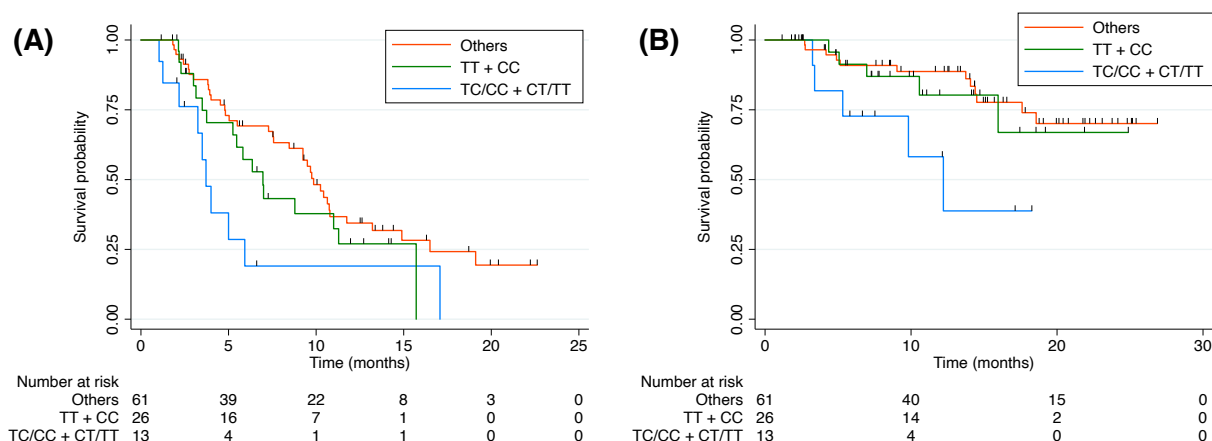 (A)
Others
TT + CC
TC/CC + CT/TT
Survival probability
1.00
0.75
0.50
0.25
0.00
0 5 10 15 20 25
Time (months)
Number at risk
Others 61 39 22 8 3 0
TT + CC 26 16 7 1 0 0
TC/CC + CT/TT 13 4 1 1 0 0
(B)
Others
TT + CC
TC/CC + CT/TT
Survival probability
1.00
0.75
0.50
0.25
0.00
0 10 20 30
Time (months)
Number at risk
Others 61 40 15 0
TT + CC 26 14 2 0
TC/CC + CT/TT 13 4 0 0